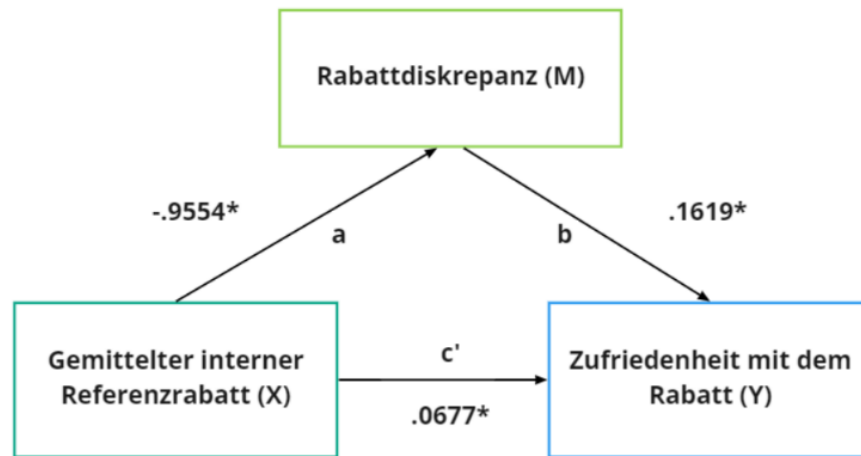 Rabattdiskrepanz (M)
-.9554*
.1619*
a
b
Gemittelter interner
Referenzrabatt (X)
c'
.0677*
Zufriedenheit mit dem
Rabatt (Y)